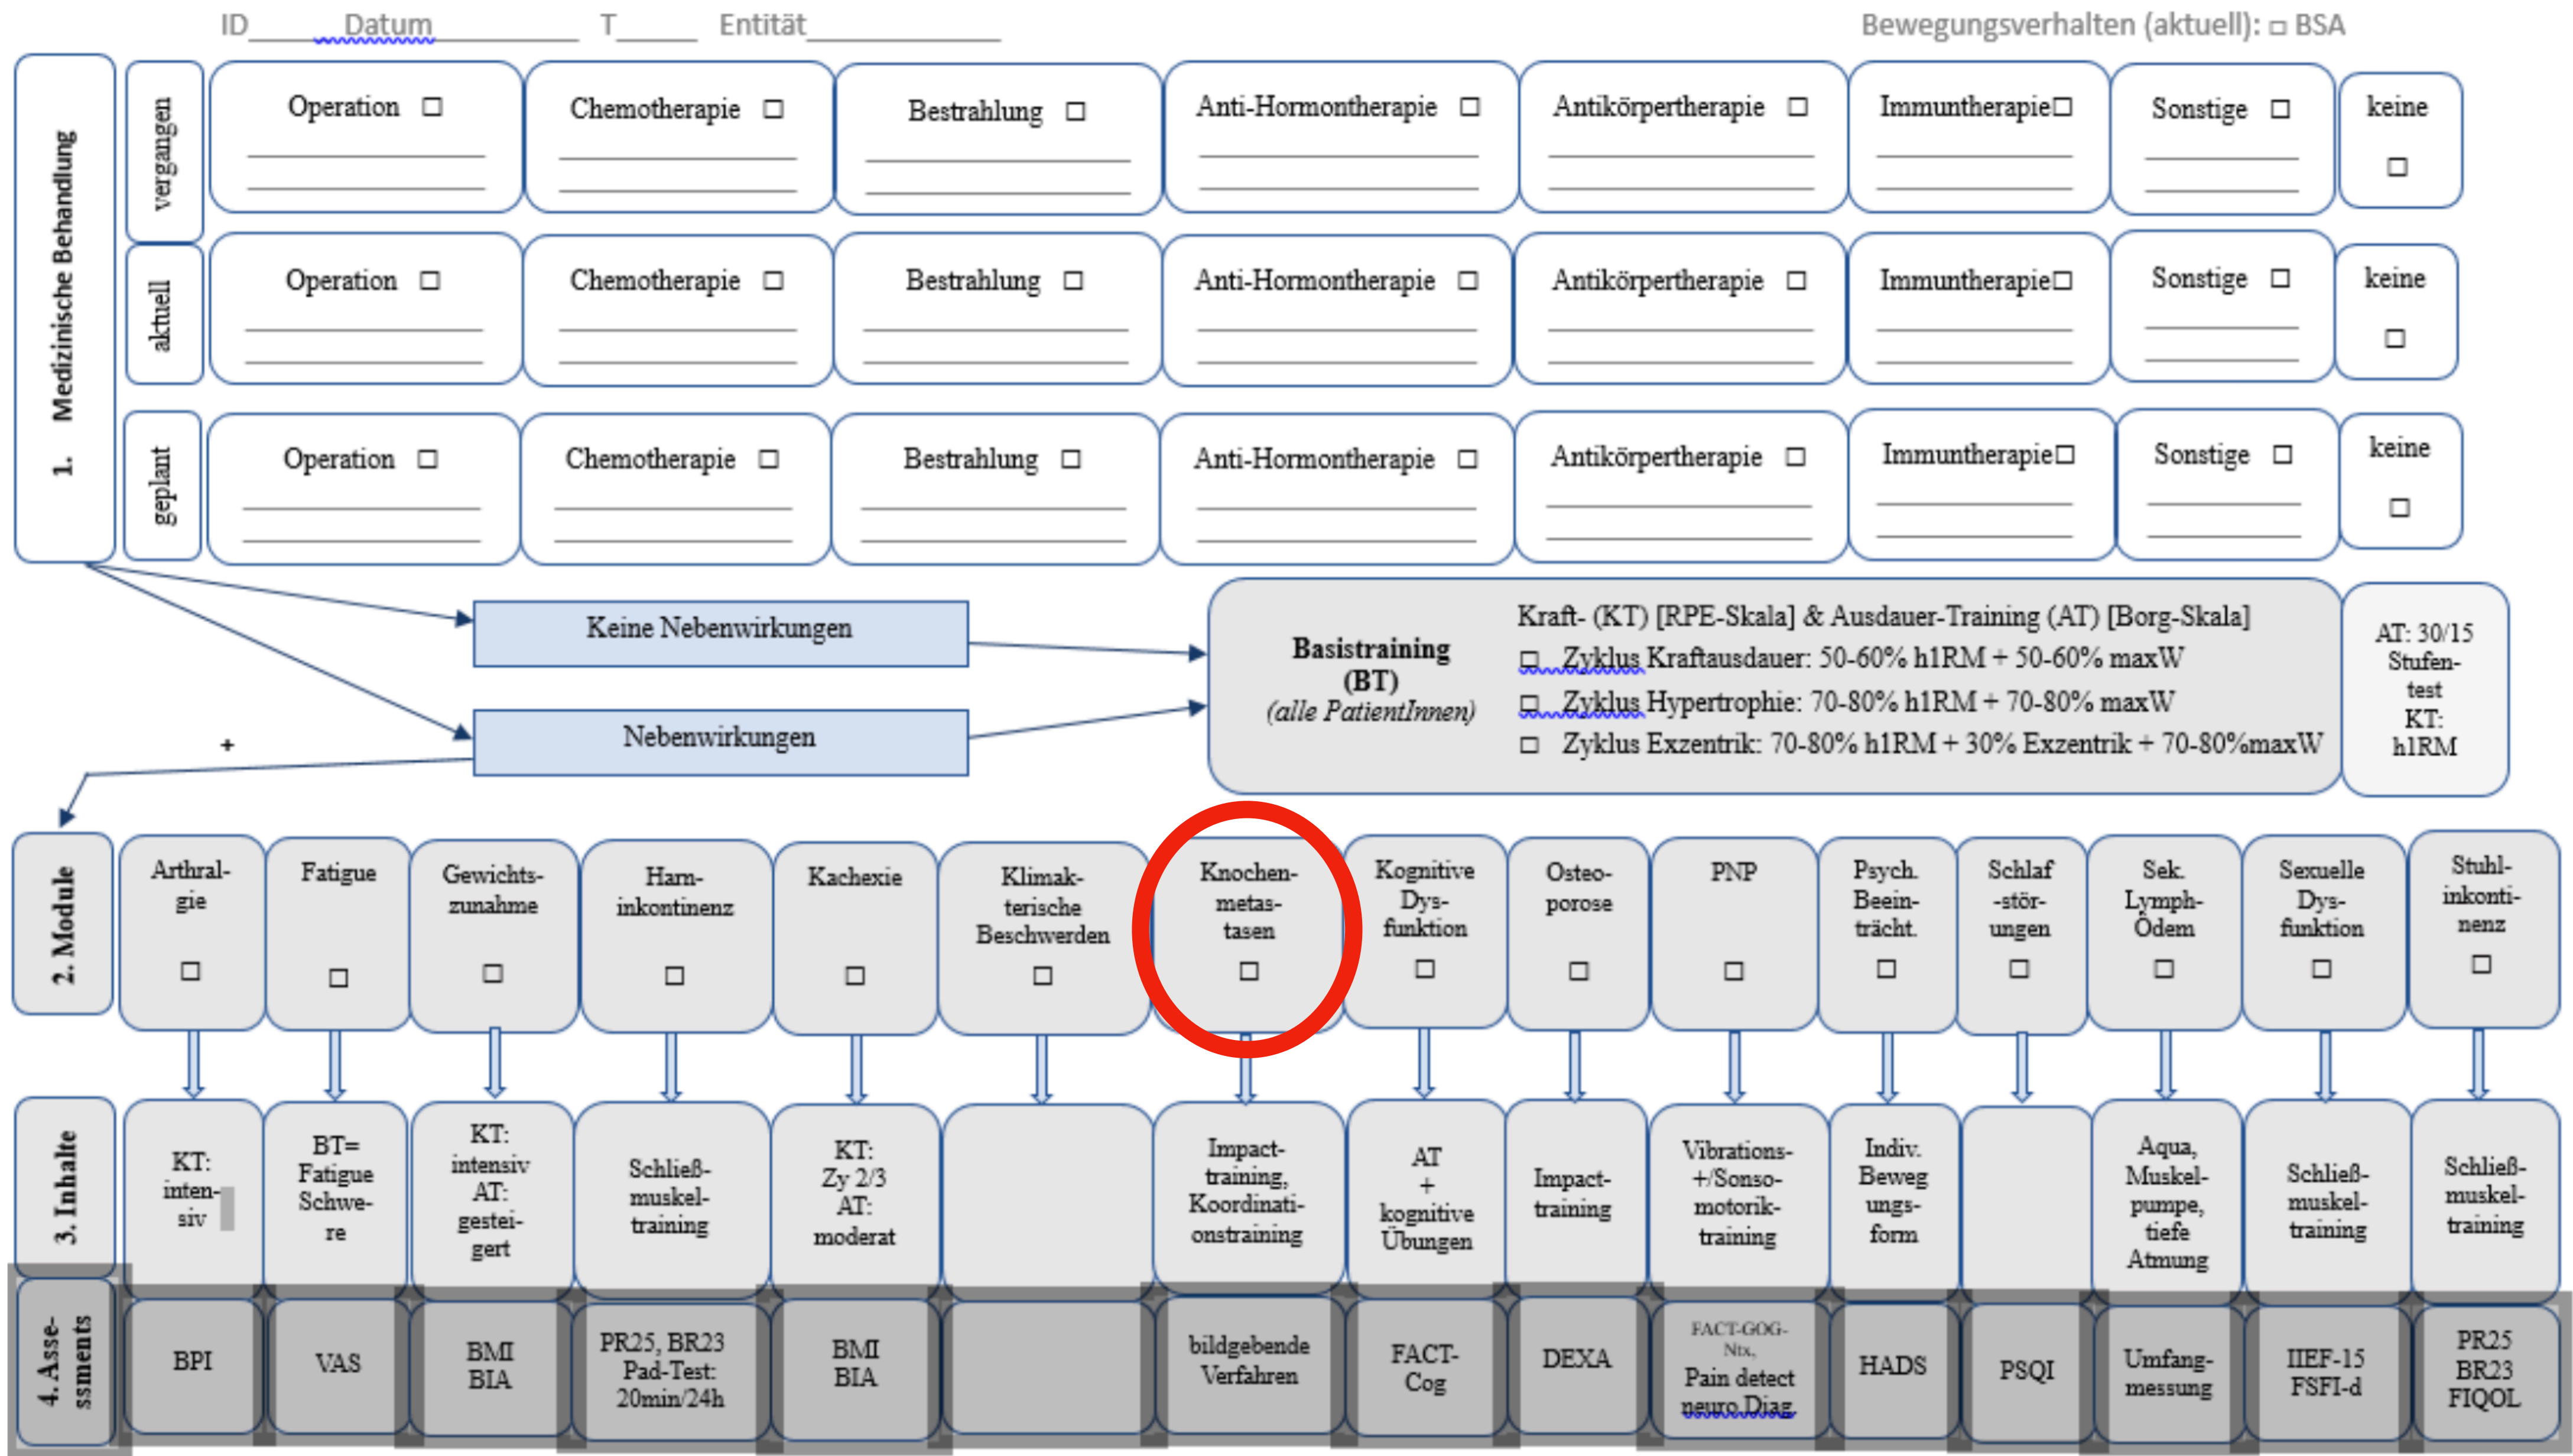 ID______Datum__________ T_____ Entität____________ Bewegungsverhalten (aktuell): □ BSA
1. Medizinische Behandlung
vergangen
Operation □
Chemotherapie □
Bestrahlung □
Anti-Hormontherapie □
Antikörpertherapie □
Immuntherapie□
Sonstige □
keine
□
aktuell
Operation □
Chemotherapie □
Bestrahlung □
Anti-Hormontherapie □
Antikörpertherapie □
Immuntherapie□
Sonstige □
keine
□
geplant
Operation □
Chemotherapie □
Bestrahlung □
Anti-Hormontherapie □
Antikörpertherapie □
Immuntherapie□
Sonstige □
keine
□
Keine Nebenwirkungen
Nebenwirkungen
+
Basistraining
(BT)
(alle PatientInnen)
Kraft- (KT) [RPE-Skala] & Ausdauer-Training (AT) [Borg-Skala]
□ Zyklus Kraftausdauer: 50-60% h1RM + 50-60% maxW
□ Zyklus Hypertrophie: 70-80% h1RM + 70-80% maxW
□ Zyklus Exzentrik: 70-80% h1RM + 30% Exzentrik + 70-80%maxW
AT: 30/15
Stufen-
test
KT:
h1RM
2. Module
Arthral-
gie
□
Fatigue
□
Gewichts-
zunahme
□
Harn-
inkontinenz
□
Kachexie
□
Klimak-
terische
Beschwerden
□
Knochen-
metas-
tasen
□
Kognitive
Dys-
funktion
□
Osteo-
porose
□
PNP
□
Psych.
Beein-
trächt.
□
Schlaf
-stör-
ungen
□
Sek.
Lymph-
Ödem
□
Sexuelle
Dys-
funktion
□
Stuhl-
inkonti-
nenz
□
3. Inhalte
KT:
inten-
siv
BT=
Fatigue
Schwe-
re
KT:
intensiv
AT:
gestei-
gert
Schließ-
muskel-
training
KT:
Zy 2/3
AT:
moderat
Impact-
training,
Koordinati-
onstraining
AT
+
kognitive
Übungen
Impact-
training
Vibrations-
+/Sonso-
motorik-
training
Indiv.
Beweg
ungs-
form
Aqua,
Muskel-
pumpe,
tiefe
Atmung
Schließ-
muskel-
training
Schließ-
muskel-
training
4. Asse-
ssments
BPI
VAS
BMI
BIA
PR25, BR23
Pad-Test:
20min/24h
BMI
BIA
bildgebende
Verfahren
FACT-
Cog
DEXA
FACT-GOG-
Ntx,
Pain detect
neuro.Diag.
HADS
PSQI
Umfang-
messung
IIEF-15
FSFI-d
PR25
BR23
FIQOL